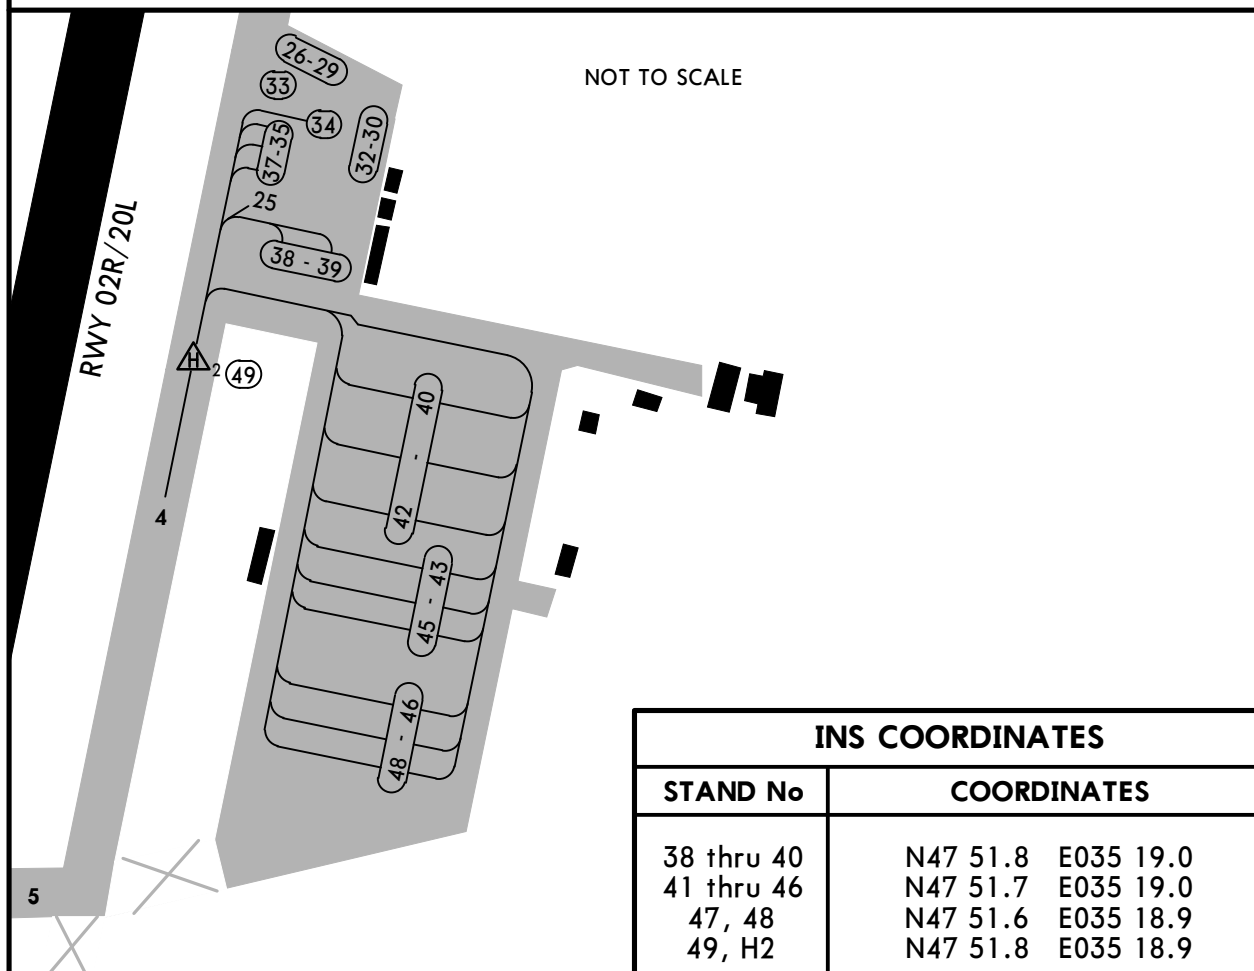 26-29
NOT TO SCALE
33
34
37-35
32-30
25
RWY 02R/20L
38 - 39
H 2 49
40
-
42
4
45 - 43
48 - 46
5
INS COORDINATES
STAND No COORDINATES
38 thru 40 N47 51.8 E035 19.0
41 thru 46 N47 51.7 E035 19.0
47, 48 N47 51.6 E035 18.9
49, H2 N47 51.8 E035 18.9